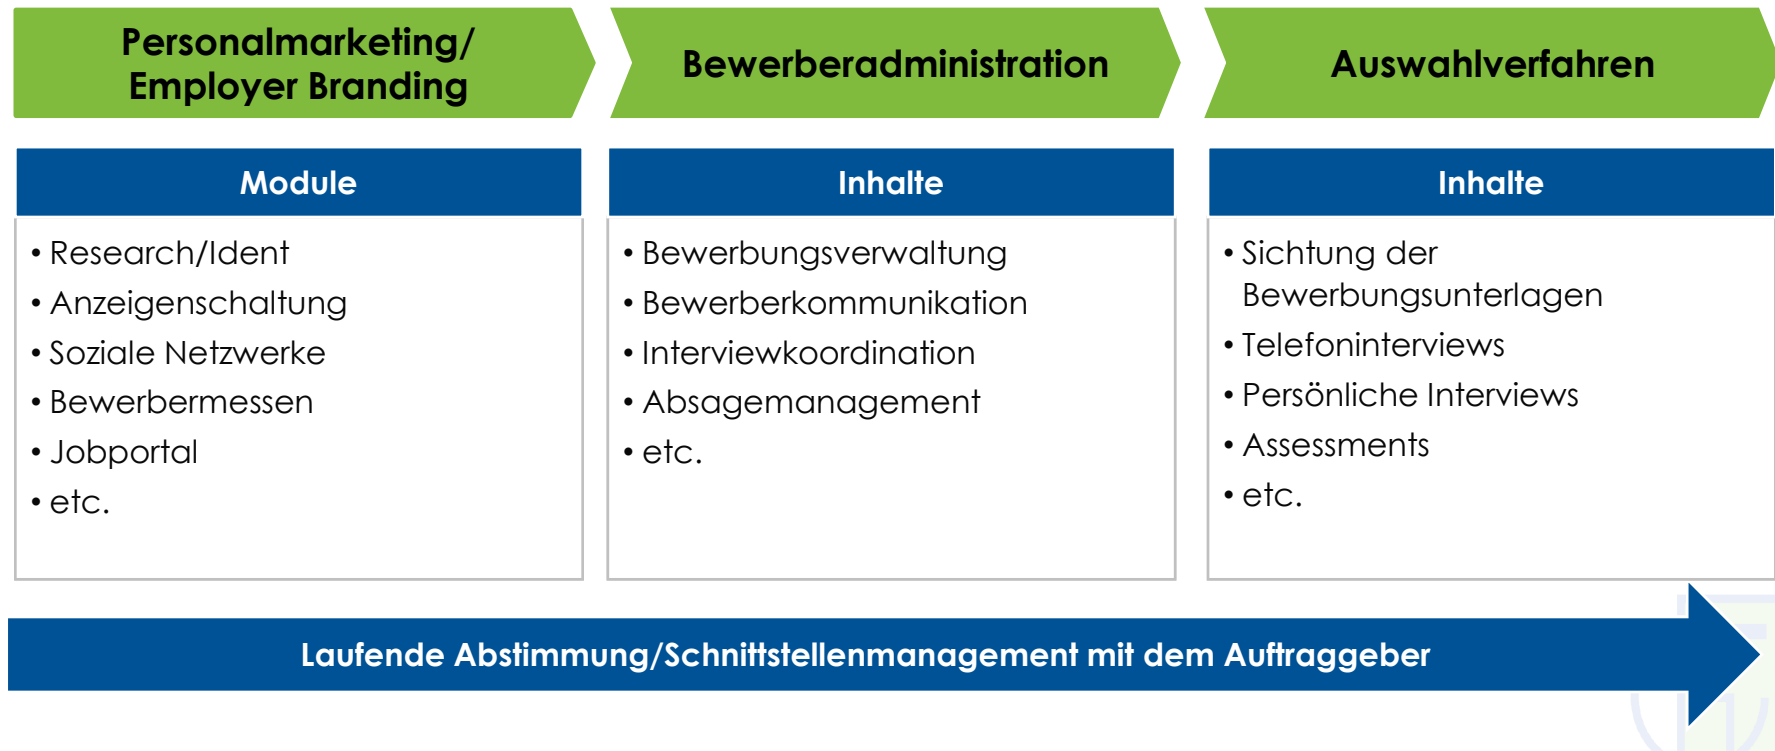 Personalmarketing/
Employer Branding
Bewerberadministration
Auswahlverfahren
Module
• Research/Ident
• Anzeigenschaltung
• Soziale Netzwerke
• Bewerbermessen
• Jobportal
• etc.
Inhalte
• Bewerbungsverwaltung
• Bewerberkommunikation
• Interviewkoordination
• Absagemanagement
• etc.
Inhalte
• Sichtung der
Bewerbungsunterlagen
• Telefoninterviews
• Persönliche Interviews
• Assessments
• etc.
Laufende Abstimmung/Schnittstellenmanagement mit dem Auftraggeber